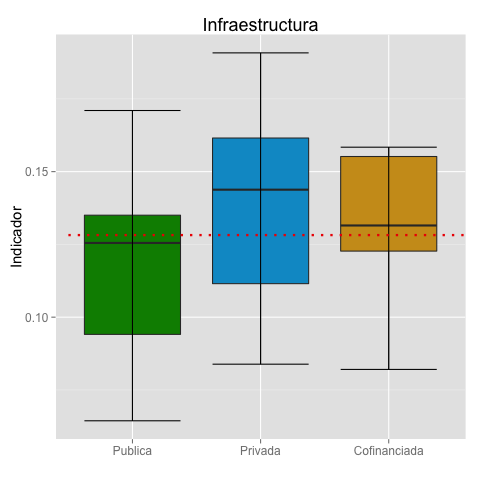 Infraestructura
Indicador
0.15
0.10
Publica
Privada
Cofinanciada